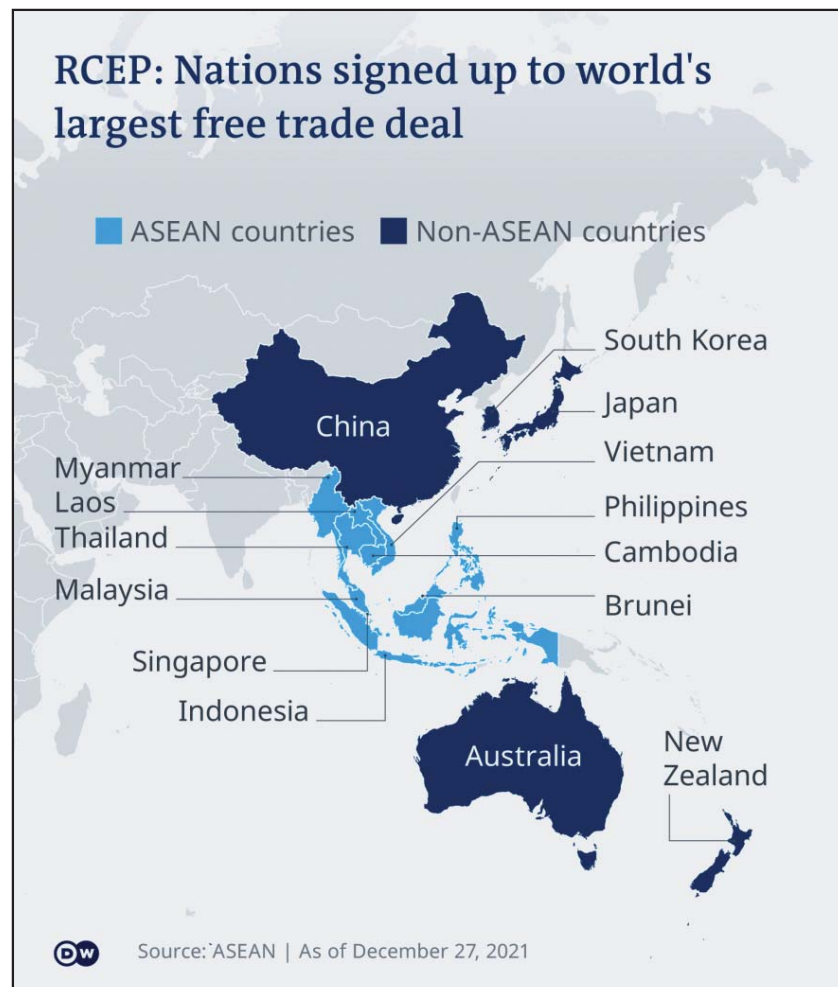 RCEP: Nations signed up to world's
largest free trade deal
ASEAN countries
Non-ASEAN countries
South Korea
Japan
China
Vietnam
Myanmar
Laos
Philippines
Thailand
Cambodia
Malaysia
Brunei
Singapore
Indonesia
New
Zealand
Australia
DW
Source: ASEAN | As of December 27, 2021